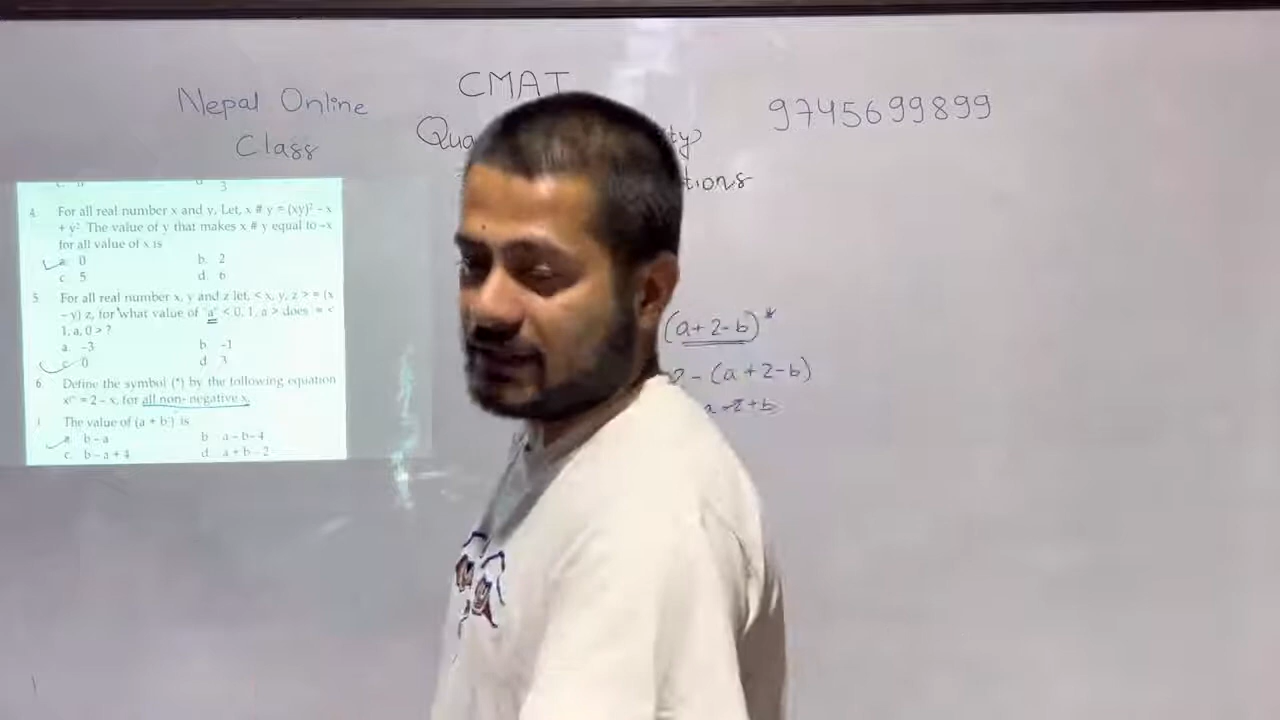 CMAT
Nepal Online
Class
9745699899
Qua
ty
tions
3
4. For all real number x and y, Let, x # y = (xy)² - x
+ y² The value of y that makes x # y equal to -x
for all value of x is
a. 0 b. 2
c. 5 d. 6
5. For all real number x, y and z let, < x, y, z > = (x
- y) z, for what value of "a" < 0, 1, a > does = <
1, a, 0 > ?
a. -3 b. -1
c. 0 d. 3
6. Define the symbol (*) by the following equation
x* = 2 - x, for all non- negative x.
The value of (a + b*)* is
a. b - a b. a - b - 4
c. b - a + 4 d. a + b - 2
(a + 2 - b)*
2 - (a + 2 - b)
a - 2 + b